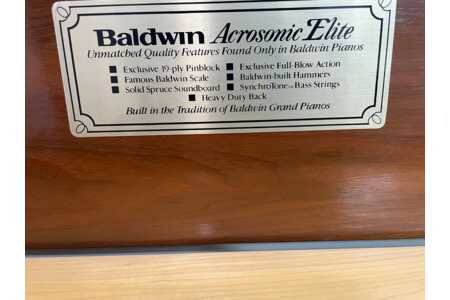 Baldwin Acrosonic Elite
Unmatched Quality Features Found Only in Baldwin Pianos
■ Exclusive 19-ply Pinblock ■ Exclusive Full-Blow Action
■ Famous Baldwin Scale ■ Baldwin-built Hammers
■ Solid Spruce Soundboard ■ SynchroTone™ Bass Strings
■ Heavy Duty Back
Built in the Tradition of Baldwin Grand Pianos